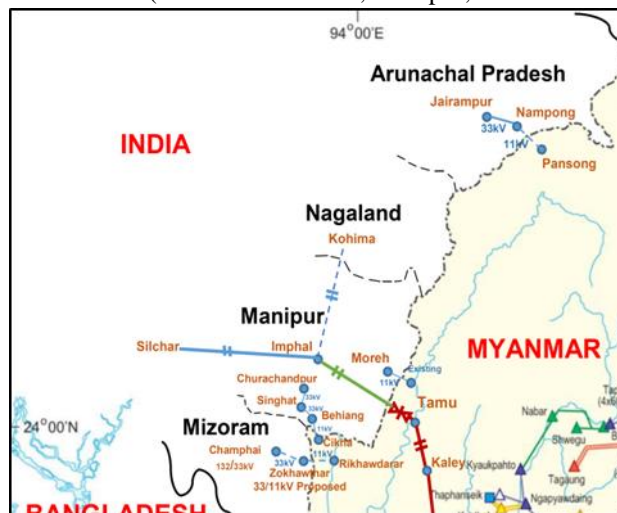 94°00'E
Arunachal Pradesh
Jairampur
Nampong
33kV
11kV
Pansong
INDIA
Nagaland
Kohima
Manipur
Silchar
Imphal
Moreh
MYANMAR
11kV
Existing
Churachandpur
33kV
Singhat
33kV
Behiang
Tamu
Nabar
24°00'N
Mizoram
11kV
Cikha
Shwegu
Champhai
11kV
132/33kV
33kV
Rikhawdarar
Kaley
Kyaukphato
Zokhawthar
Tagaung
33/11kV Proposed
Thaphanseik
Ngapyawdaing
BANGLADESH